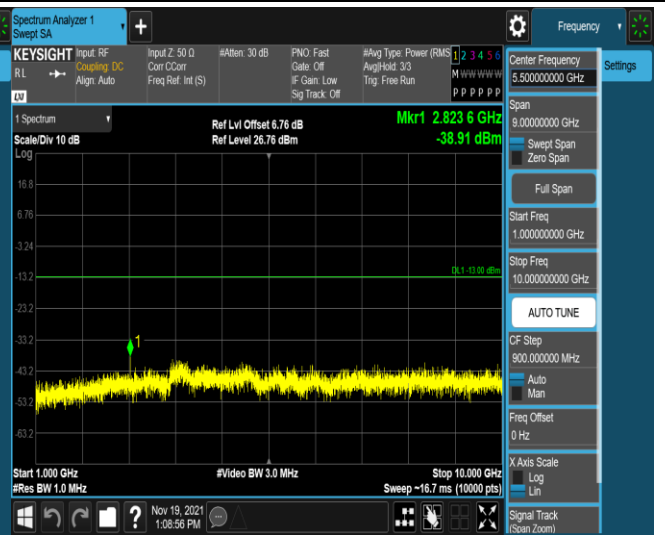 Spectrum Analyzer 1
Swept SA
+
Frequency
KEYSIGHT
RL
LXI
Input: RF
Coupling: DC
Align: Auto
Input Z: 50 Ω
Corr CCorr
Freq Ref: Int (S)
#Atten: 30 dB
PNO: Fast
Gate: Off
IF Gain: Low
Sig Track: Off
#Avg Type: Power (RMS
Avg|Hold: 3/3
Trig: Free Run
1 2 3 4 5 6
M W W W W W
P P P P P P
1 Spectrum
Scale/Div 10 dB
Log
Ref Lvl Offset 6.76 dB
Ref Level 26.76 dBm
Mkr1 2.823 6 GHz
-38.91 dBm
16.8
6.76
-3.24
-13.2
DL1 -13.00 dBm
-23.2
-33.2
1
-43.2
-53.2
-63.2
Start 1.000 GHz
#Video BW 3.0 MHz
Stop 10.000 GHz
#Res BW 1.0 MHz
Sweep ~16.7 ms (10000 pts)
?
Nov 19, 2021
1:08:56 PM
Center Frequency
5.500000000 GHz
Settings
Span
9.00000000 GHz
Swept Span
Zero Span
Full Span
Start Freq
1.000000000 GHz
Stop Freq
10.000000000 GHz
AUTO TUNE
CF Step
900.000000 MHz
Auto
Man
Freq Offset
0 Hz
X Axis Scale
Log
Lin
Signal Track
(Span Zoom)